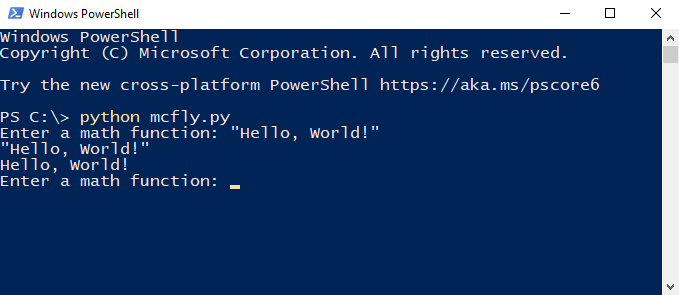 Windows PowerShell
Windows PowerShell
Copyright (C) Microsoft Corporation. All rights reserved.
Try the new cross-platform PowerShell https://aka.ms/pscore6
PS C:\> python mcfly.py
Enter a math function: "Hello, World!"
"Hello, World!"
Hello, World!
Enter a math function: